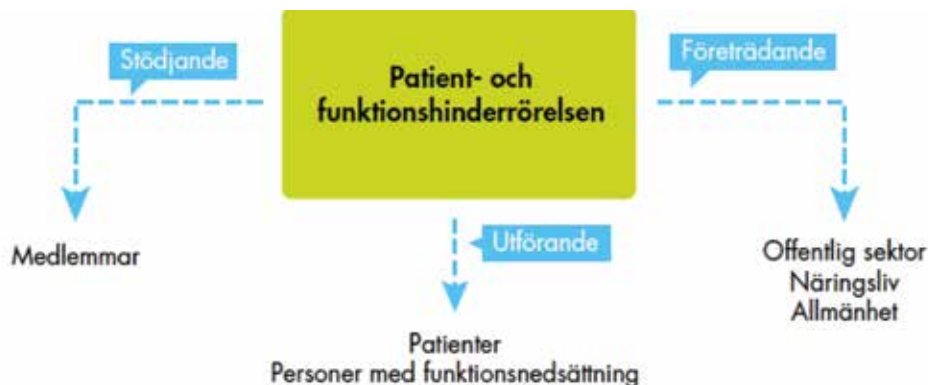 Stödjande
Patient- och
funktionshinderrörelsen
Företrädande
Medlemmar
Utförande
Offentlig sektor
Näringsliv
Allmänhet
Patienter
Personer med funktionsnedsättning